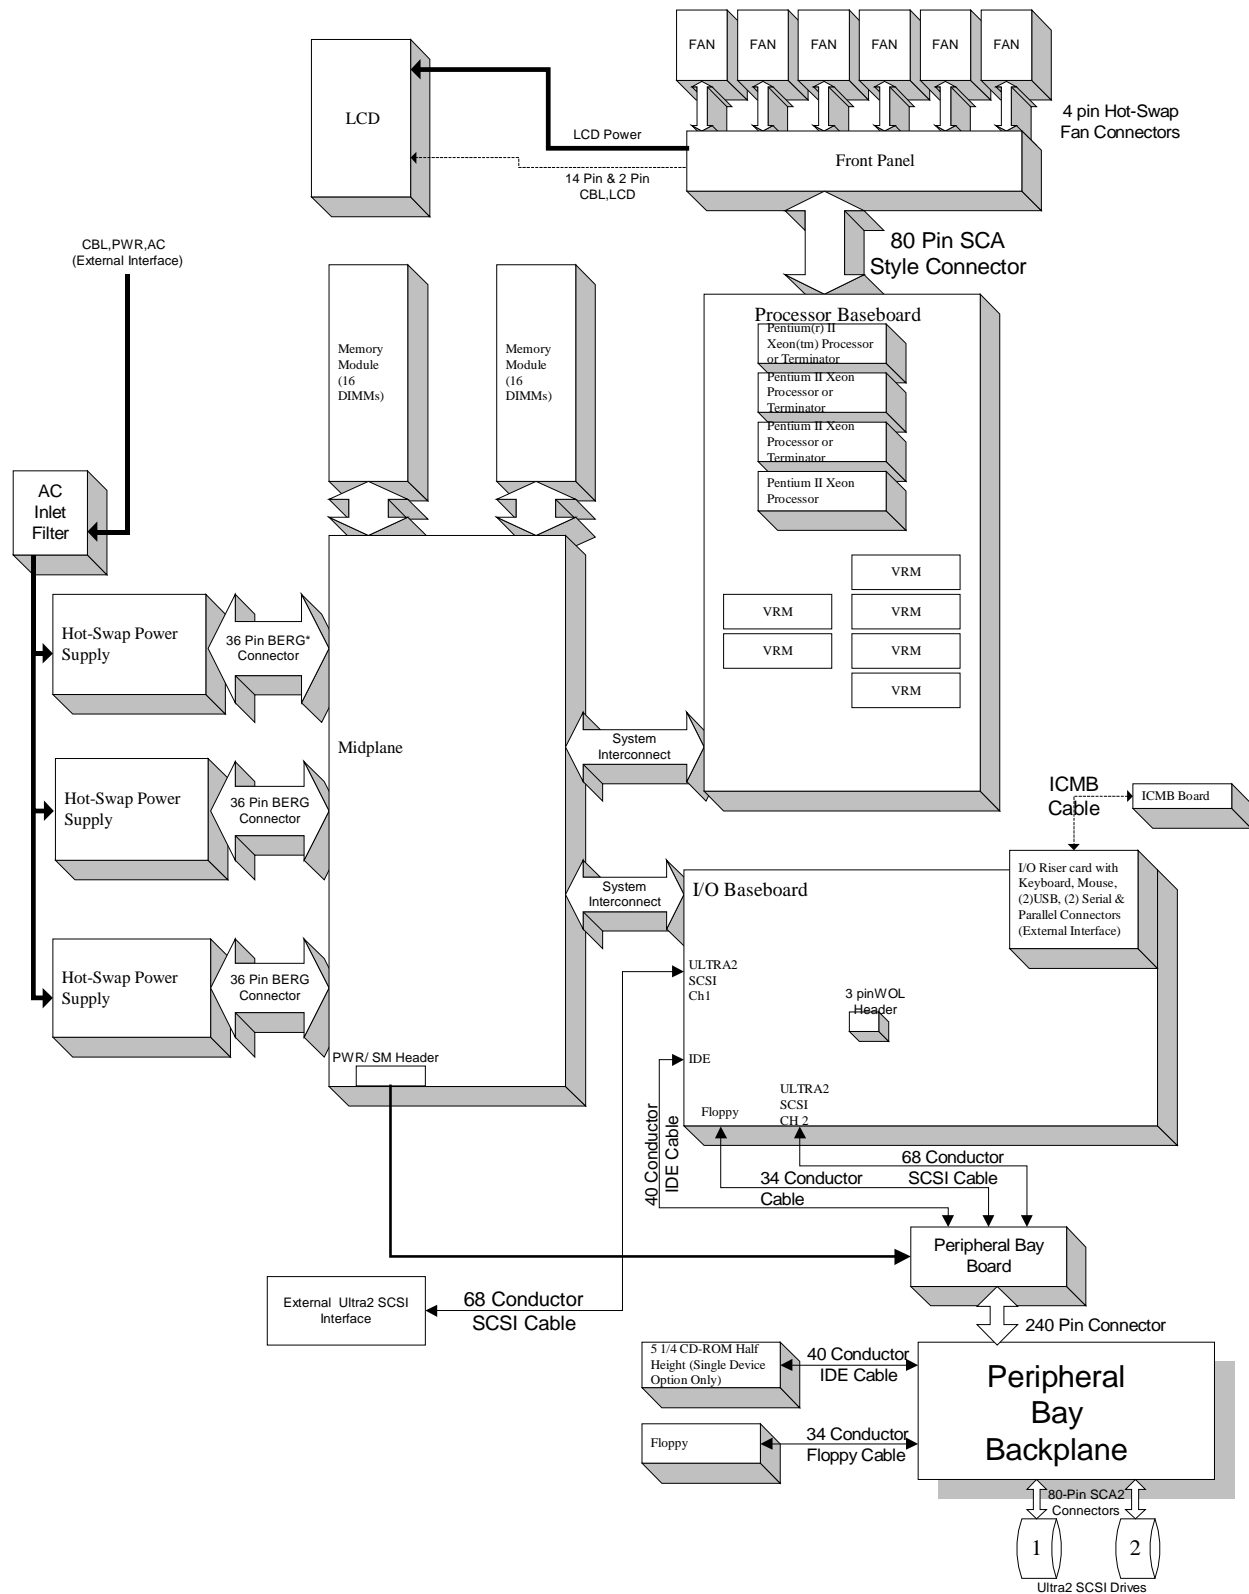 FAN
FAN
FAN
FAN
FAN
FAN
4 pin Hot-Swap
Fan Connectors
LCD
LCD Power
Front Panel
14 Pin & 2 Pin
CBL,LCD
80 Pin SCA
Style Connector
CBL,PWR,AC
(External Interface)
Memory
Module
(16
DIMMs)
Memory
Module
(16
DIMMs)
Processor Baseboard
Pentium(r) II
Xeon(tm) Processor
or Terminator
Pentium II Xeon
Processor or
Terminator
Pentium II Xeon
Processor or
Terminator
Pentium II Xeon
Processor
VRM
VRM
VRM
VRM
VRM
VRM
AC
Inlet
Filter
Hot-Swap Power
Supply
36 Pin BERG*
Connector
Hot-Swap Power
Supply
36 Pin BERG
Connector
Hot-Swap Power
Supply
36 Pin BERG
Connector
Midplane
System
Interconnect
System
Interconnect
PWR/ SM Header
ICMB
Cable
ICMB Board
I/O Baseboard
I/O Riser card with
Keyboard, Mouse,
(2)USB, (2) Serial &
Parallel Connectors
(External Interface)
ULTRA2
SCSI
Ch1
3 pinWOL
Header
IDE
Floppy
ULTRA2
SCSI
CH 2
40 Conductor
IDE Cable
34 Conductor
Cable
68 Conductor
SCSI Cable
Peripheral Bay
Board
External Ultra2 SCSI
Interface
68 Conductor
SCSI Cable
240 Pin Connector
5 1/4 CD-ROM Half
Height (Single Device
Option Only)
40 Conductor
IDE Cable
Floppy
34 Conductor
Floppy Cable
Peripheral
Bay
Backplane
80-Pin SCA2
Connectors
1
2
Ultra2 SCSI Drives